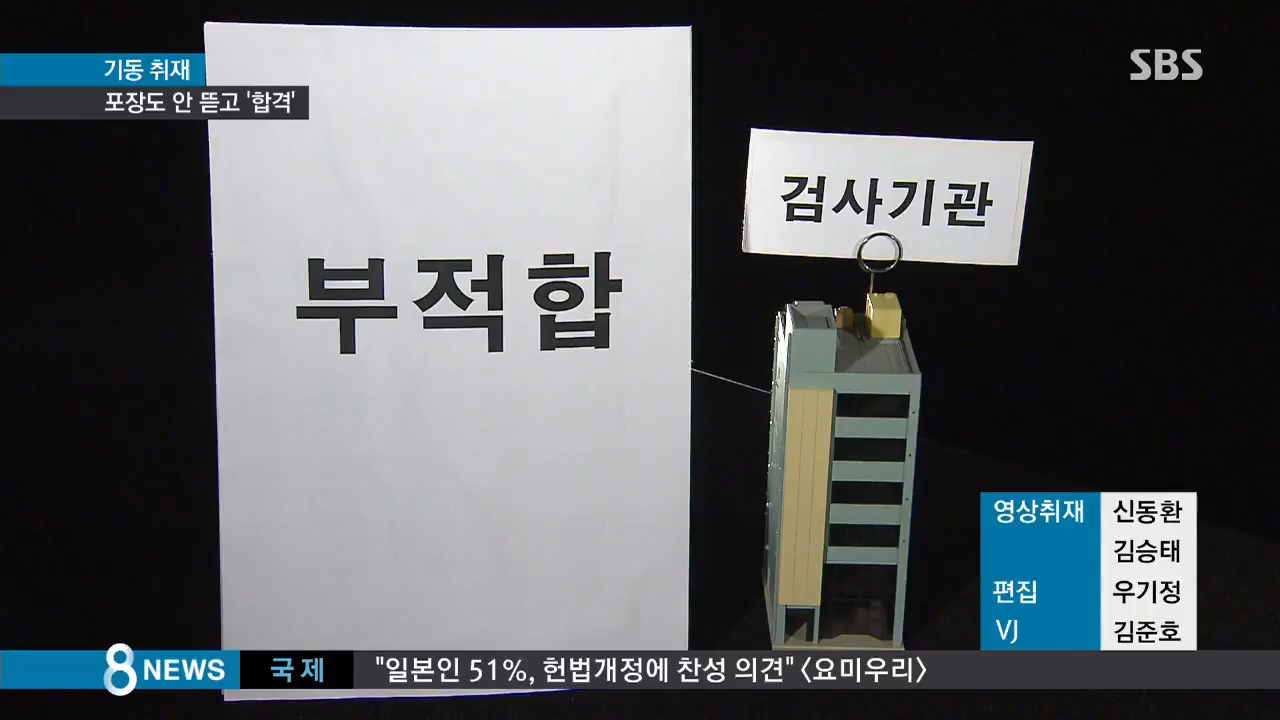 기동 취재
포장도 안 뜯고 '합격'
SBS
검사기관
부적합
영상취재 신동환
김승태
편집 우기정
VJ 김준호
8 NEWS 국제 "일본인 51%, 헌법개정에 찬성 의견" <요미우리>